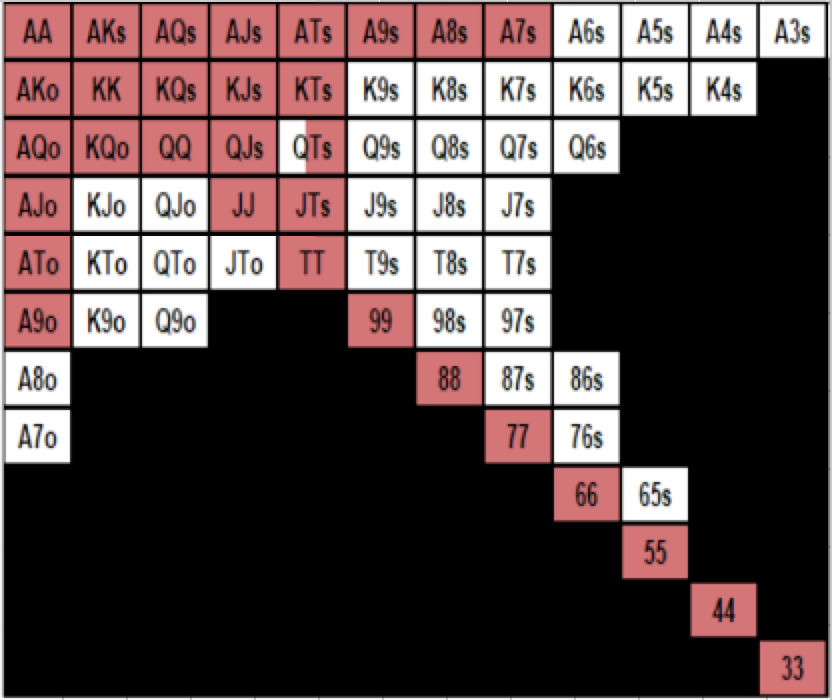 AA AKs AQs AJs ATs A9s A8s A7s A6s A5s A4s A3s
AKo KK KQs KJs KTs K9s K8s K7s K6s K5s K4s
AQo KQo QQ QJs QTs Q9s Q8s Q7s Q6s
AJo KJo QJo JJ JTs J9s J8s J7s
ATo KTo QTo JTo TT T9s T8s T7s
A9o K9o Q9o 99 98s 97s
A8o 88 87s 86s
A7o 77 76s
66 65s
55
44
33